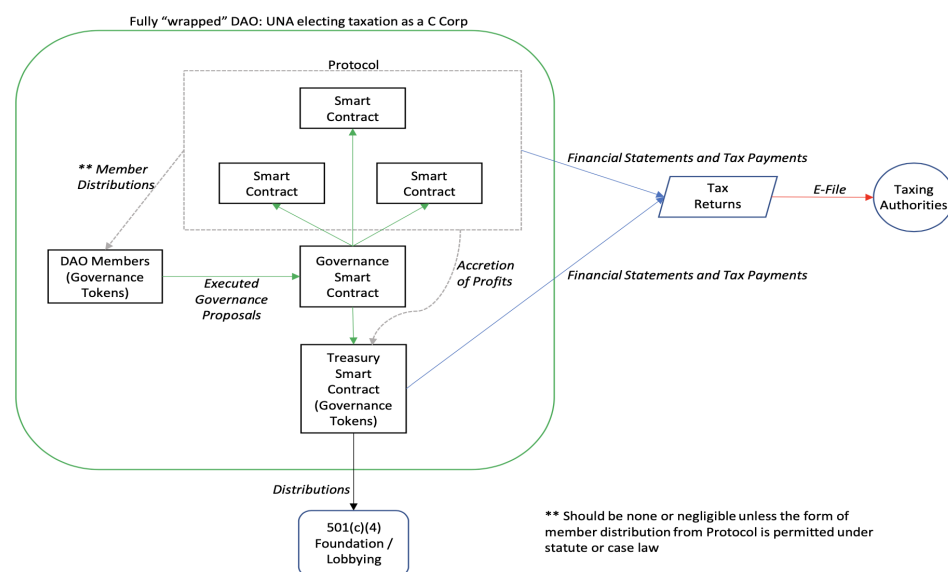 Fully “wrapped” DAO: UNA electing taxation as a C Corp
Protocol
Smart
Contract
** Member
Distributions
Smart
Contract
Smart
Contract
Financial Statements and Tax Payments
Tax
Returns
E-File
Taxing
Authorities
DAO Members
(Governance
Tokens)
Executed
Governance
Proposals
Governance
Smart
Contract
Accretion
of Profits
Financial Statements and Tax Payments
Treasury
Smart
Contract
(Governance
Tokens)
Distributions
501(c)(4)
Foundation /
Lobbying
** Should be none or negligible unless the form of
member distribution from Protocol is permitted under
statute or case law